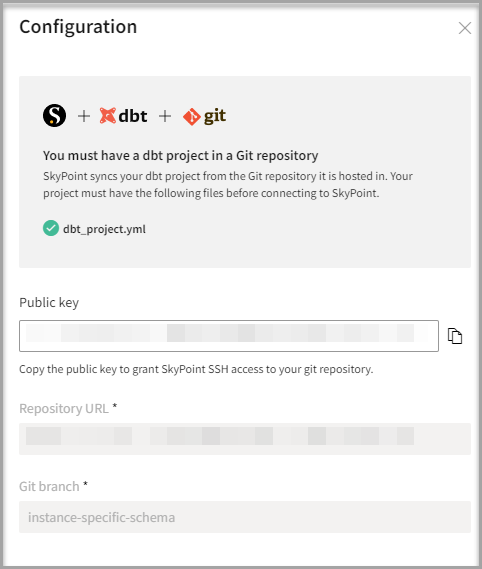 Configuration
S + dbt + git
You must have a dbt project in a Git repository
SkyPoint syncs your dbt project from the Git repository it is hosted in. Your
project must have the following files before connecting to SkyPoint.
dbt_project.yml
Public key
Copy the public key to grant SkyPoint SSH access to your git repository.
Repository URL *
Git branch *
instance-specific-schema